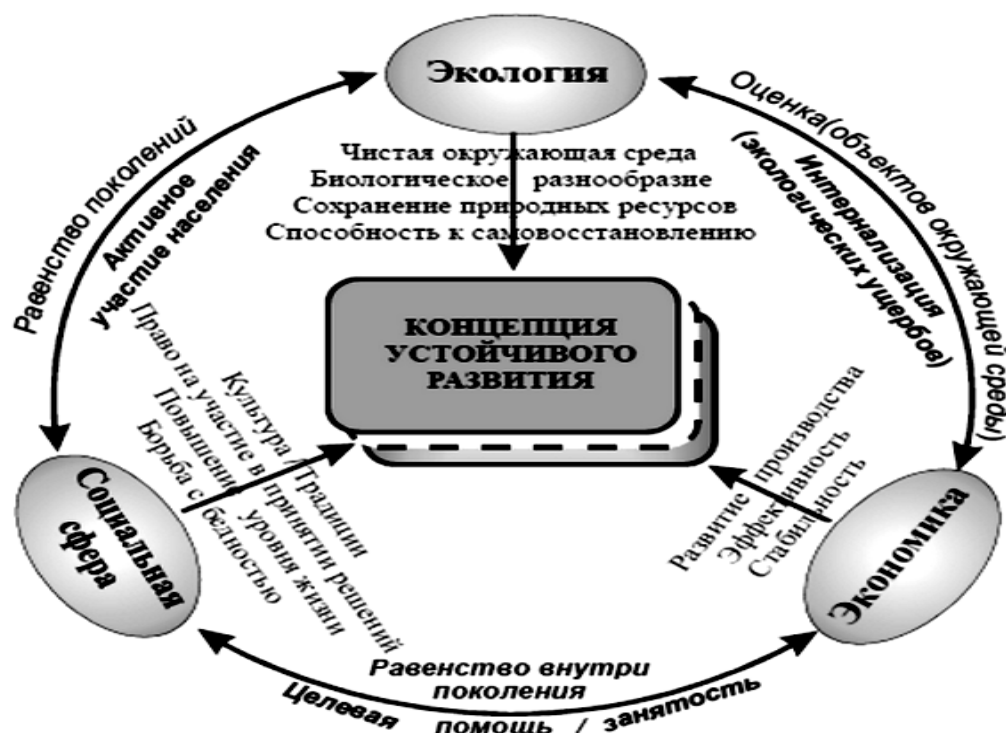 Экология
Равенство поколений
Активное
участие населения
Оценка(объектов окружающей среды)
Интернализация
(экологических ущербов)
Чистая окружающая среда
Биологическое разнообразие
Сохранение природных ресурсов
Способность к самовосстановлению
КОНЦЕПЦИЯ
УСТОЙЧИВОГО
РАЗВИТИЯ
Социальная
сфера
Культура / Традиции
Право на участие в принятии решений
Повышение уровня жизни
Борьба с бедностью
Развитие производства
Эффективность
Стабильность
Экономика
Равенство внутри
поколения
Целевая помощь / занятость